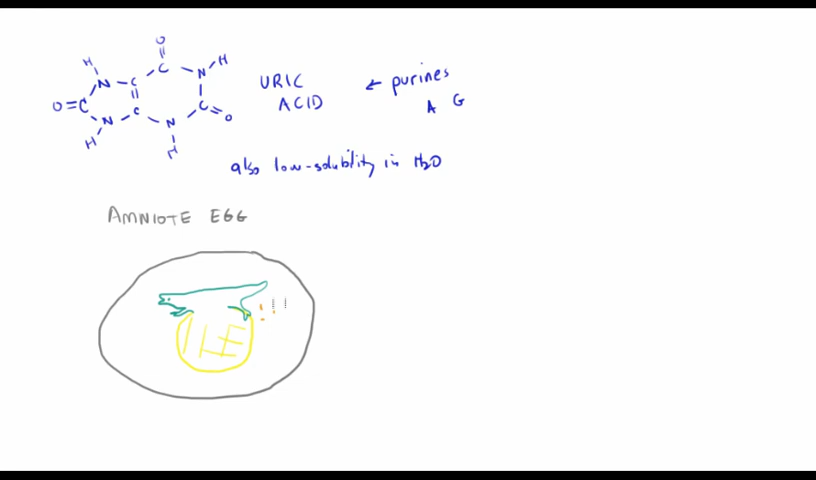 O
H
H
N
C
C
N
URIC
← purines
O=C
C
C
ACID
A G
N
N
O
H
H
also low-solubility in H2O
AMNIOTE EGG
!!!